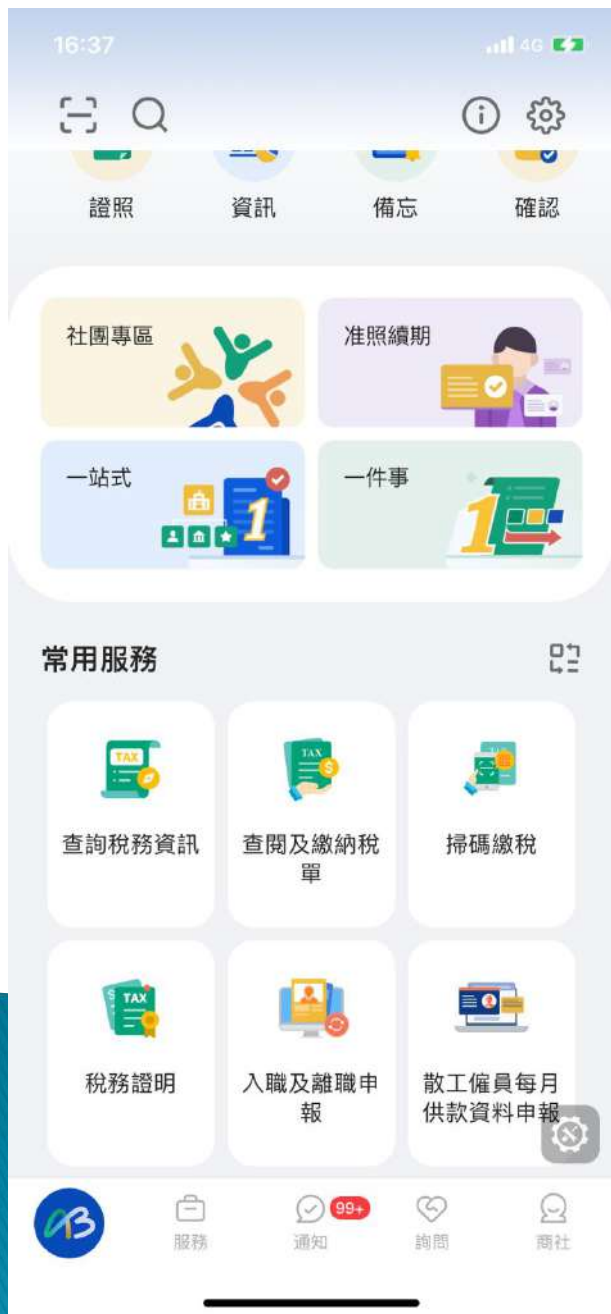 16:37 4G
證照 資訊 備忘 確認
社團專區 准照續期
一站式 一件事
1 1
常用服務
TAX TAX TAX
查詢稅務資訊 查閱及繳納稅 掃碼繳稅
單
TAX
稅務證明 入職及離職申 散工僱員每月
報 供款資料申報
99+
服務 通知 詢問 商社